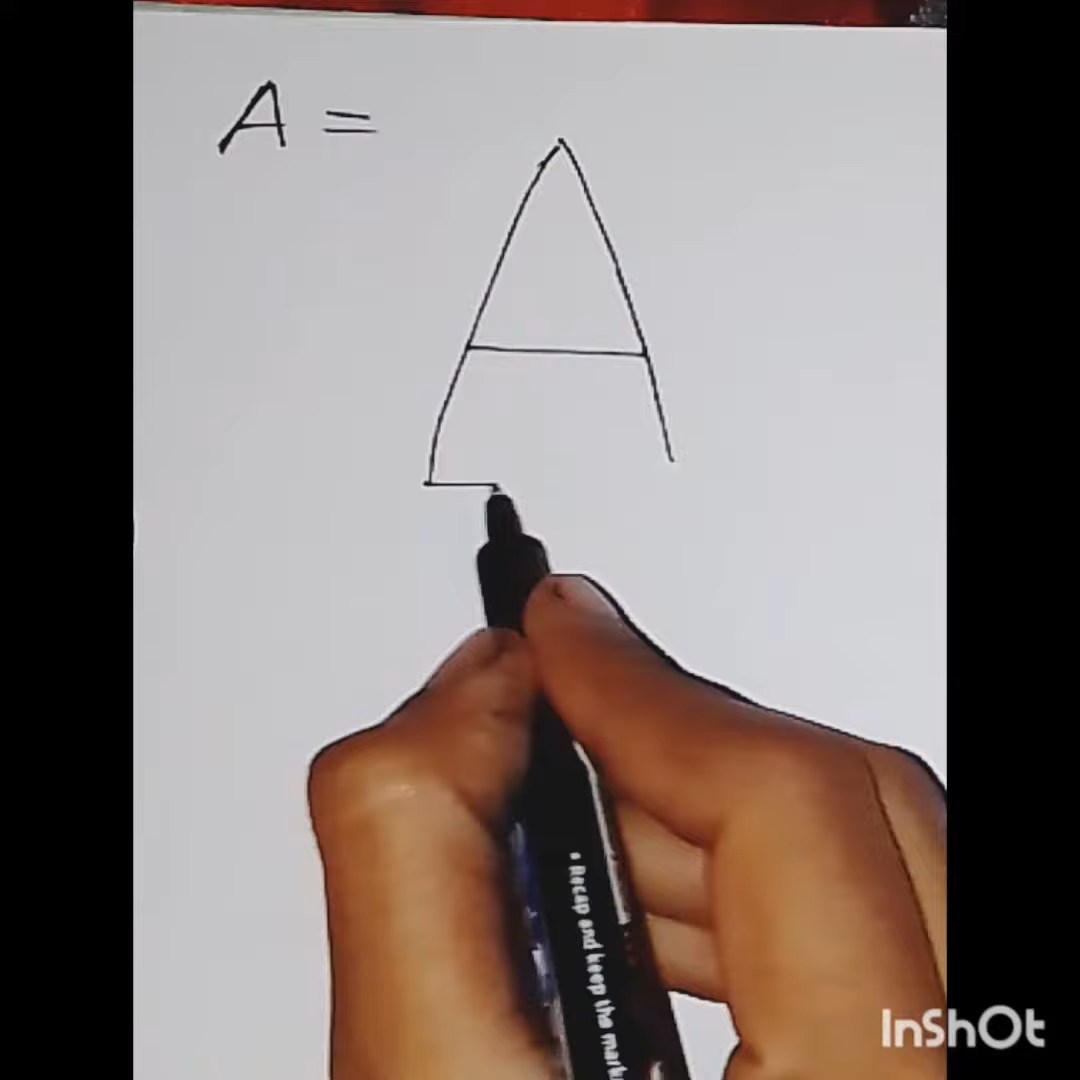 A =
A
• Recap and keep the mark
InShOt